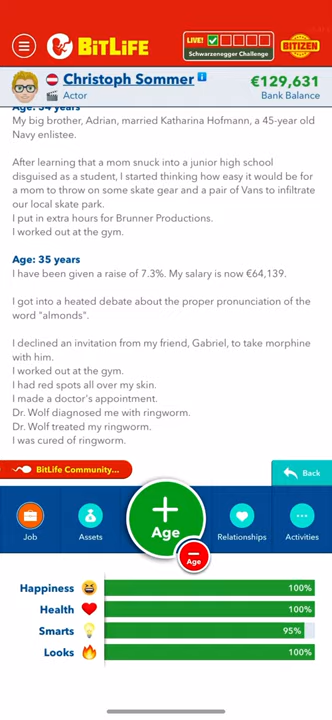 LIVE!
BITLIFE
Schwarzenegger Challenge
BITIZEN
Christoph Sommer i
€129,631
Actor
Bank Balance
Age: 34 years
My big brother, Adrian, married Katharina Hofmann, a 45-year old
Navy enlistee.
After learning that a mom snuck into a junior high school
disguised as a student, I started thinking how easy it would be for
a mom to throw on some skate gear and a pair of Vans to infiltrate
our local skate park.
I put in extra hours for Brunner Productions.
I worked out at the gym.
Age: 35 years
I have been given a raise of 7.3%. My salary is now €64,139.
I got into a heated debate about the proper pronunciation of the
word "almonds".
I declined an invitation from my friend, Gabriel, to take morphine
with him.
I worked out at the gym.
I had red spots all over my skin.
I made a doctor's appointment.
Dr. Wolf diagnosed me with ringworm.
Dr. Wolf treated my ringworm.
I was cured of ringworm.
BitLife Community...
Back
Job
Assets
Age
Age
Relationships
Activities
Happiness
100%
Health
100%
Smarts
95%
Looks
100%